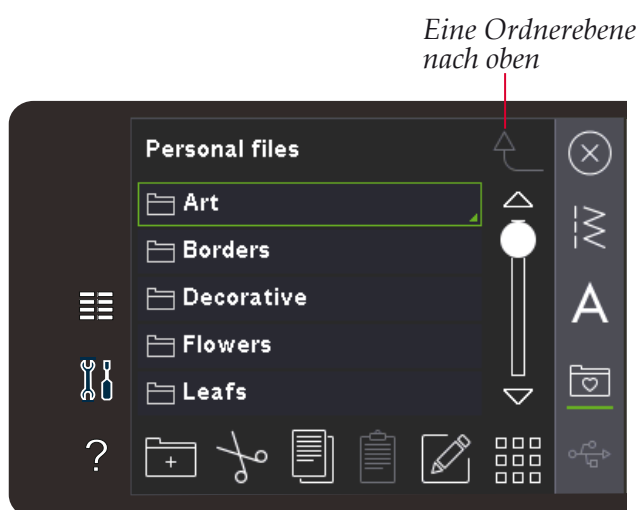 Eine Ordnerebene
nach oben
Personal files
Art
Borders
Decorative
Flowers
Leafs
A
?